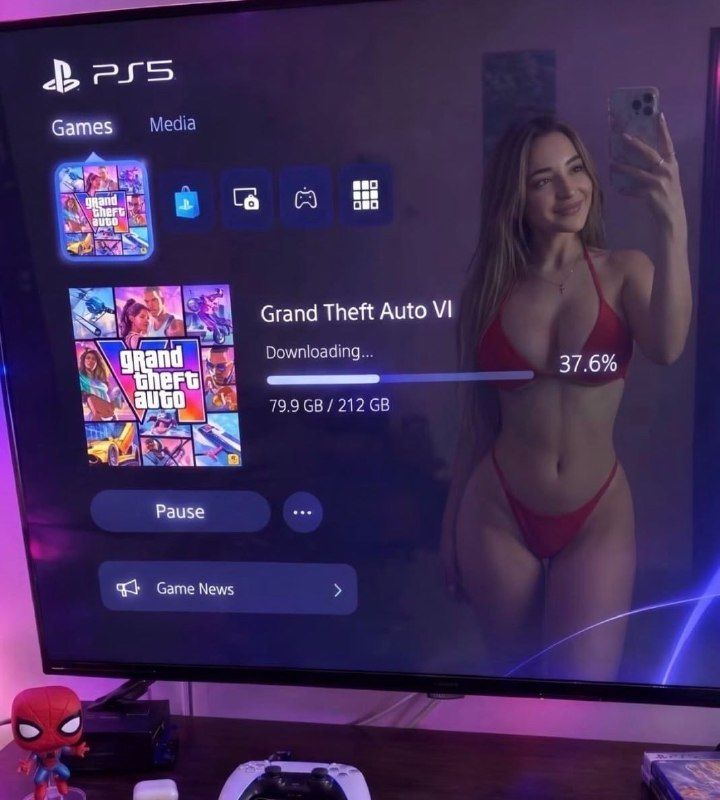 PS5
Games
Media
grand
theft
auto
Grand Theft Auto VI
Downloading...
37.6%
79.9 GB / 212 GB
grand
theft
auto
Pause
Game News